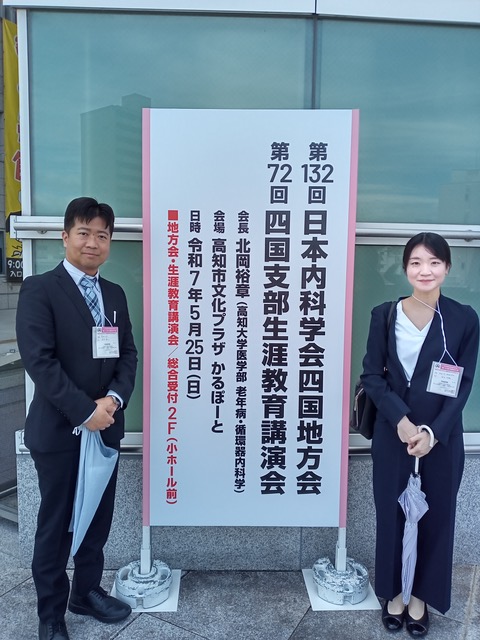 第132回 日本内科学会四国地方会
第72回 四国支部生涯教育講演会
会長 北岡裕章(高知大学医学部 老年病・循環器内科学)
会場 高知市文化プラザ かるぽーと
日時 令和7年5月25日(日)
■地方会・生涯教育講演会/総合受付2F(小ホール前)
9:00
入口